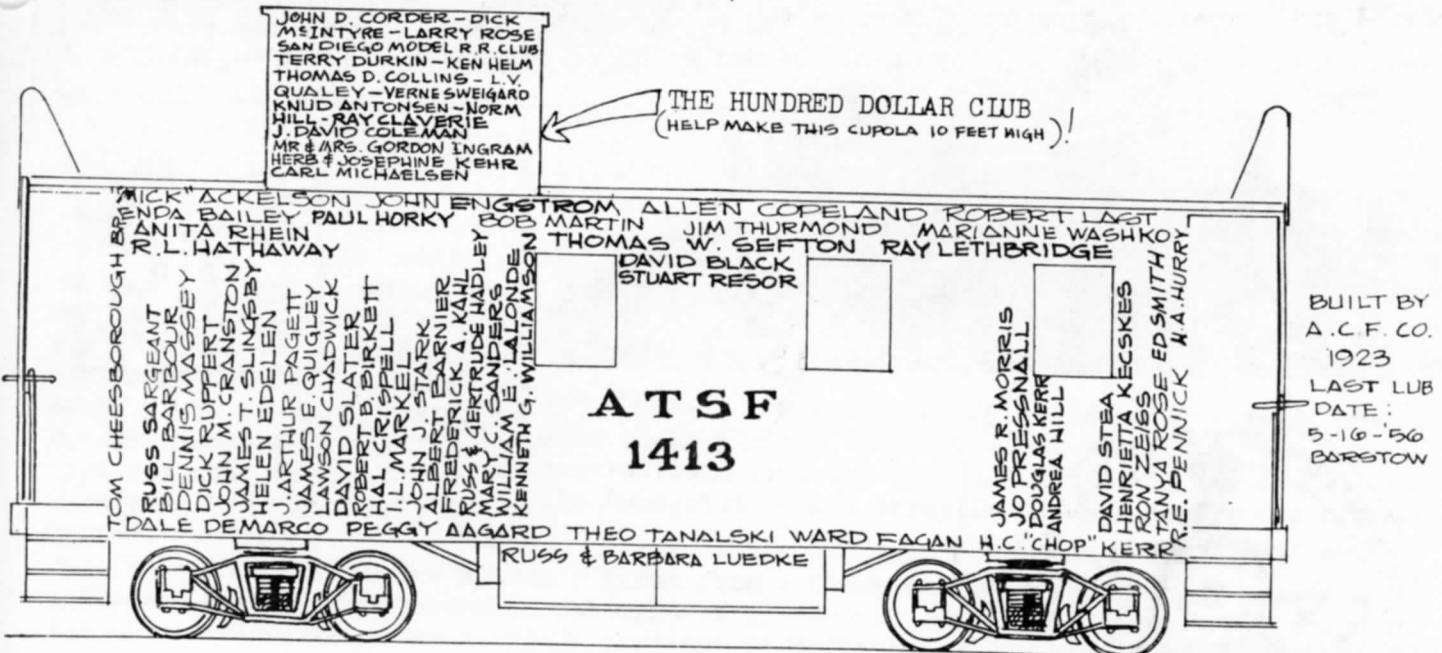 JOHN D. CORDER - DICK
McINTYRE - LARRY ROSE
SAN DIEGO MODEL R.R. CLUB
TERRY DURKIN - KEN HELM
THOMAS D. COLLINS - L.V.
QUALEY - VERNE SWEIGARD
KNUD ANTONSEN - NORM
HILL - RAY CLAVERIE
J. DAVID COLEMAN
MR & MRS. GORDON INGRAM
HERB & JOSEPHINE KEHR
CARL MICHAELSEN
THE HUNDRED DOLLAR CLUB
(HELP MAKE THIS CUPOLA 10 FEET HIGH)!
"MICK" ACKELSON JOHN ENGSTROM ALLEN COPELAND ROBERT LAST
ENDA BAILEY PAUL HORKY BOB MARTIN JIM THURMOND MARIANNE WASHKO
ANITA RHEIN THOMAS W. SEFTON RAY LETHBRIDGE
R.L. HATHAWAY DAVID BLACK
STUART RESOR
TOM CHEESBOROUGH BRA
RUSS SARGEANT
BILL BARBOUR
DENNIS MASSEY
DICK RUPPERT
JOHN M. CRANSTON
JAMES T. SLINKSBY
HELEN EDELEN
J. ARTHUR PAGETT
JAMES E. QUIGLEY
LAWSON CHADWICK
DAVID SLATER
ROBERT B. BIRKETT
HAL CRISPELL
I.L. MARKEL
JOHN J. STARK
ALBERT BARNIER
FREDERICK A. KAHL
RUSS & GERTRUDE HADLEY
MARY C. SANDERS
WILLIAM E. LALONDE
KENNETH G. WILLIAMSON
ATSF
1413
JAMES R. MORRIS
JO PRESSNALL
DOUGLAS KERR
ANDREA HILL
DAVID STEA
HENRIETTA KECSKES
RON ZEISS
TANYA ROSE ED SMITH
R.E. PENNICK W.A. HURRY
DALE DEMARCO PEGGY AAGARD THEO TANALSKI WARD FAGAN H.C. "CHOP" KERR
RUSS & BARBARA LUEDKE
BUILT BY
A.C.F. CO.
1923
LAST LUB
DATE:
5-16-'56
BARSTOW